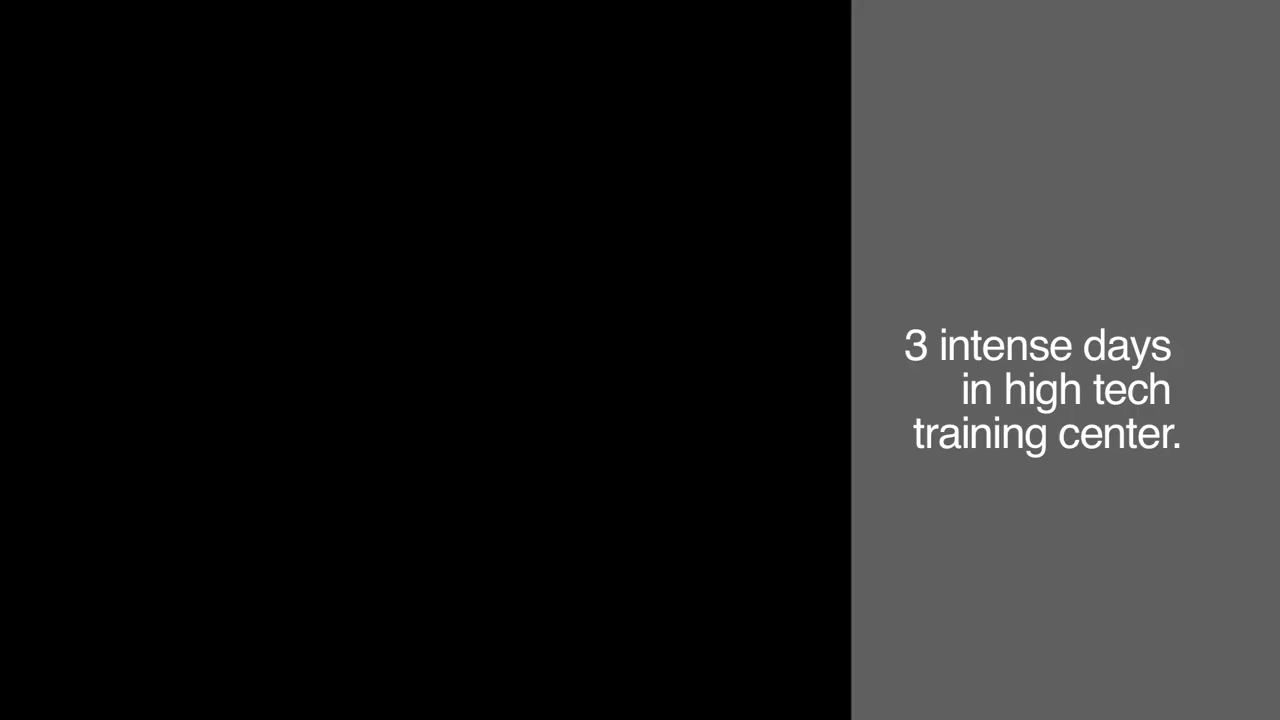 3 intense days
in high tech
training center.